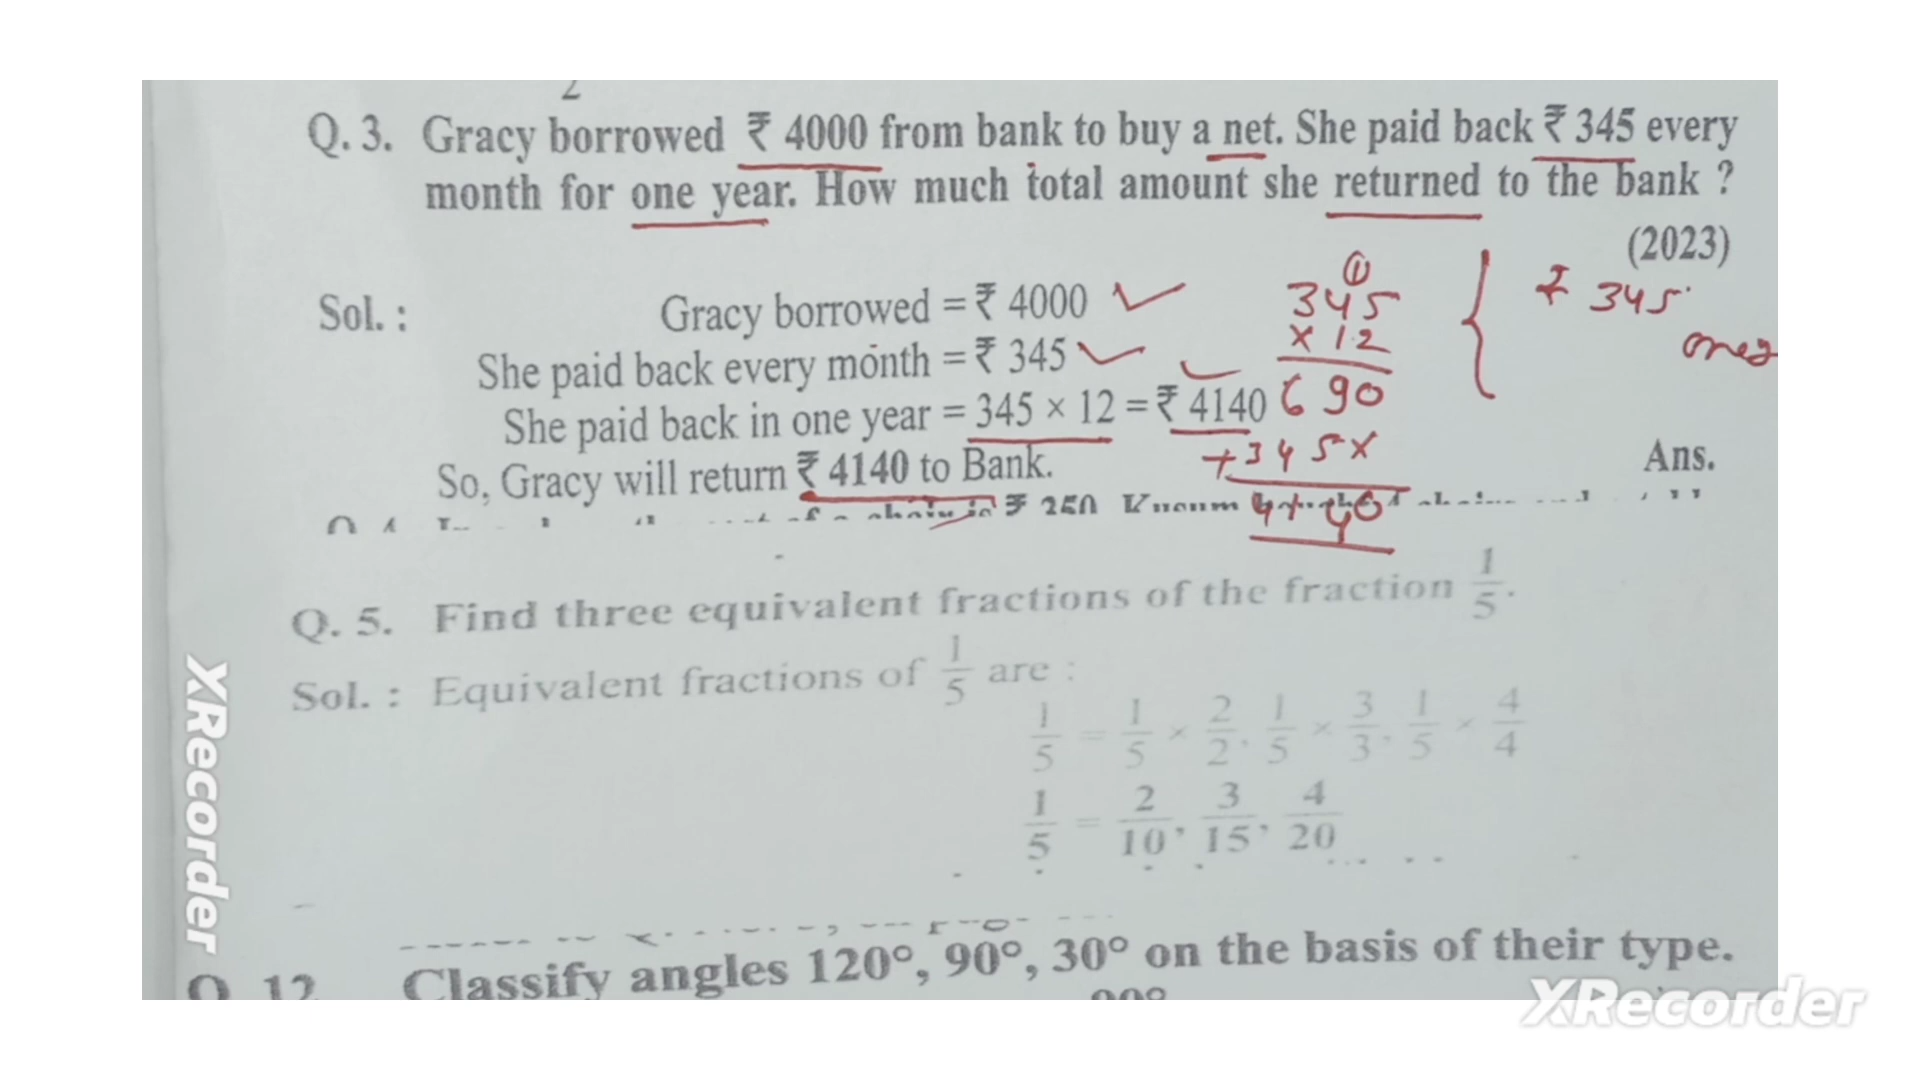 Q. 3. Gracy borrowed ₹ 4000 from bank to buy a net. She paid back ₹ 345 every
month for one year. How much total amount she returned to the bank ?
(2023)
Sol. : Gracy borrowed = ₹ 4000
She paid back every month = ₹ 345
She paid back in one year = 345 × 12 = ₹ 4140
So, Gracy will return ₹ 4140 to Bank.
Ans.
1
345
× 12
690
+345×
4140
₹ 345
Q. 5. Find three equivalent fractions of the fraction 1/5.
Sol. : Equivalent fractions of 1/5 are :
1/5 = 1/5 × 2/2, 1/5 × 3/3, 1/5 × 4/4
1/5 = 2/10, 3/15, 4/20
Q. 12. Classify angles 120°, 90°, 30° on the basis of their type.
90°
XRecorder
XRecorder